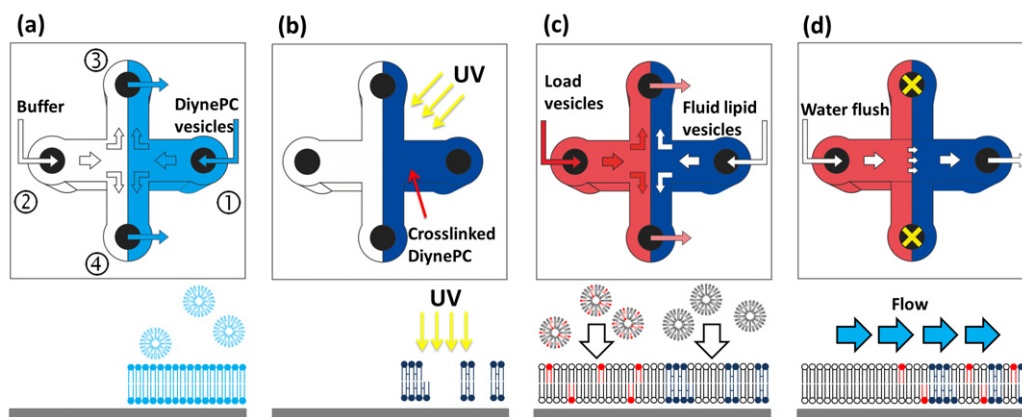 (a)
③
Buffer
DiynePC
vesicles
②
①
④
(b)
UV
Crosslinked
DiynePC
UV
(c)
Load
vesicles
Fluid lipid
vesicles
(d)
Water flush
Flow